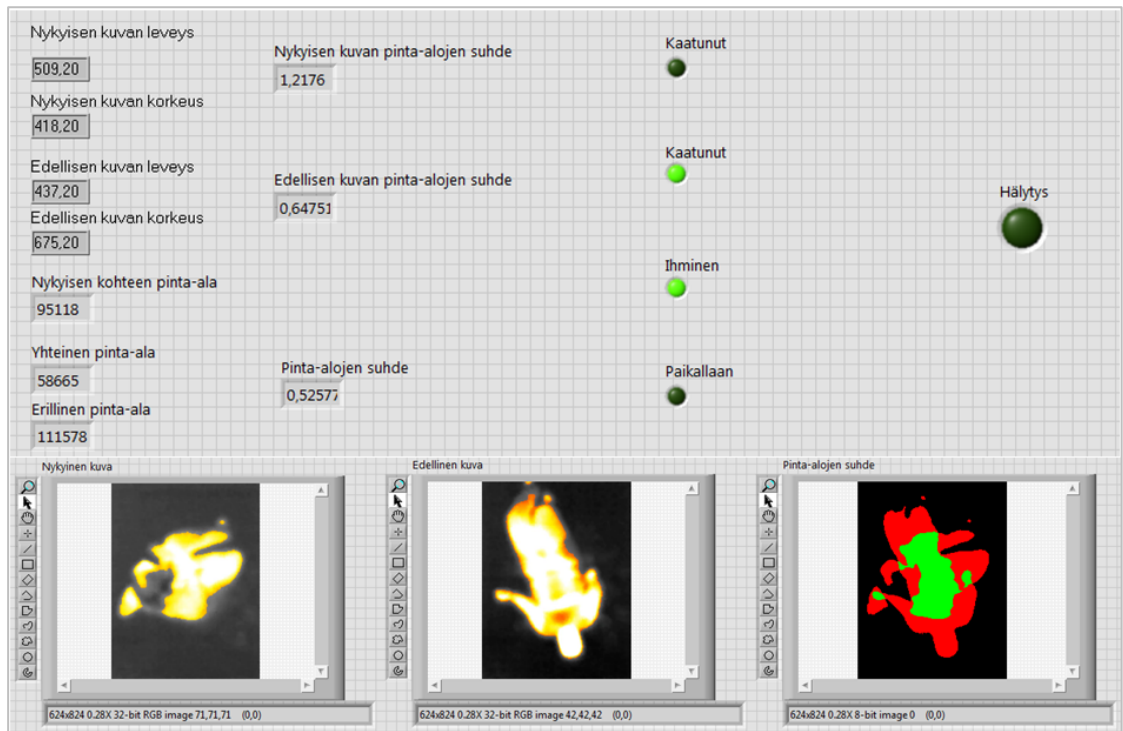 Nykyisen kuvan leveys
509,20
Nykyisen kuvan korkeus
418,20
Edellisen kuvan leveys
437,20
Edellisen kuvan korkeus
675,20
Nykyisen kohteen pinta-ala
95118
Yhteinen pinta-ala
58665
Erillinen pinta-ala
111578
Nykyisen kuvan pinta-alojen suhde
1,2176
Edellisen kuvan pinta-alojen suhde
0,64751
Pinta-alojen suhde
0,52577
Kaatunut
Kaatunut
Ihminen
Paikallaan
Hälytys
Nykyinen kuva
624x824 0.28X 32-bit RGB image 71,71,71 (0,0)
Edellinen kuva
624x824 0.28X 32-bit RGB image 42,42,42 (0,0)
Pinta-alojen suhde
624x824 0.28X 8-bit image 0 (0,0)